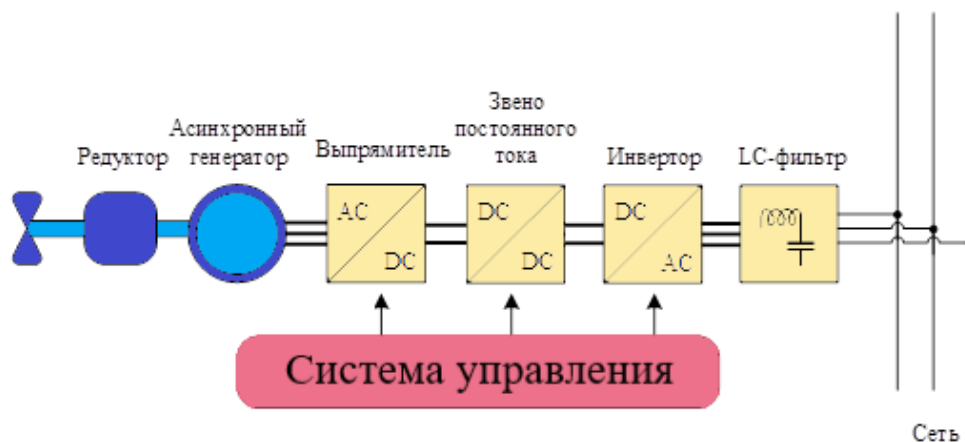 Редуктор
Асинхронный
генератор
Выпрямитель
Звено
постоянного
тока
Инвертор
LC-фильтр
AC
DC
DC
DC
DC
AC
Система управления
Сеть